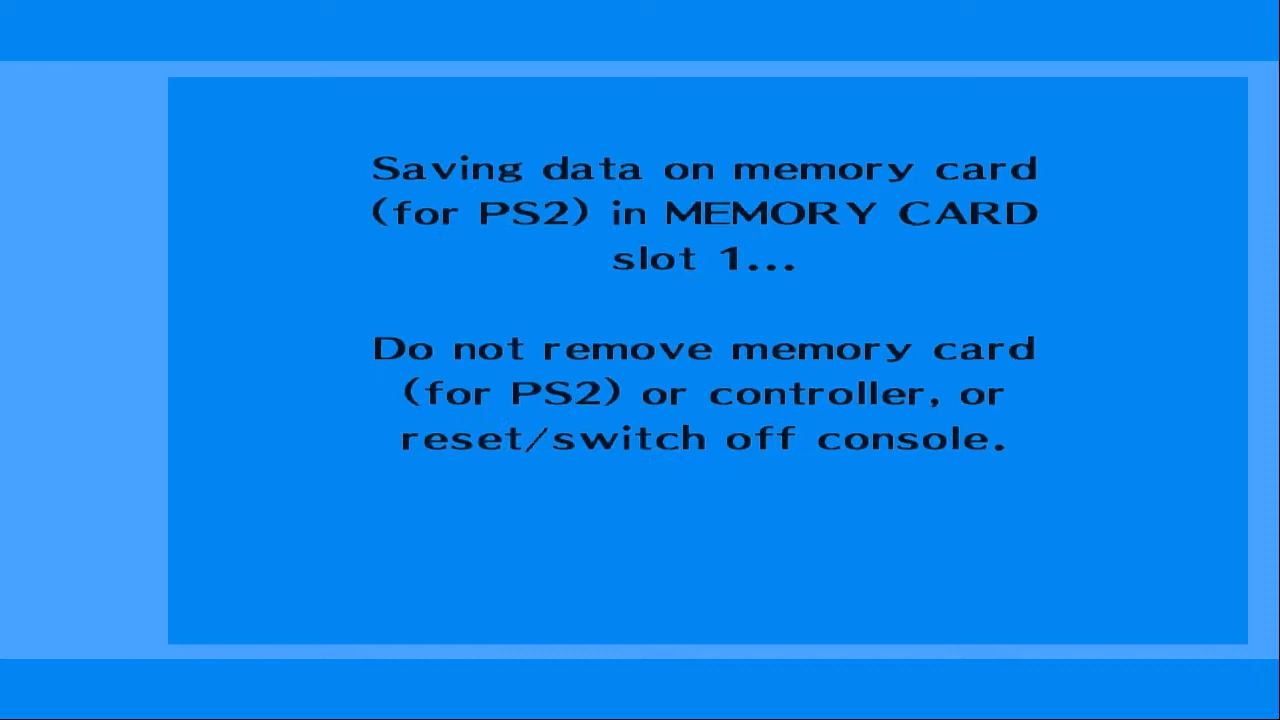 Saving data on memory card
(for PS2) in MEMORY CARD
slot 1...
Do not remove memory card
(for PS2) or controller, or
reset/switch off console.